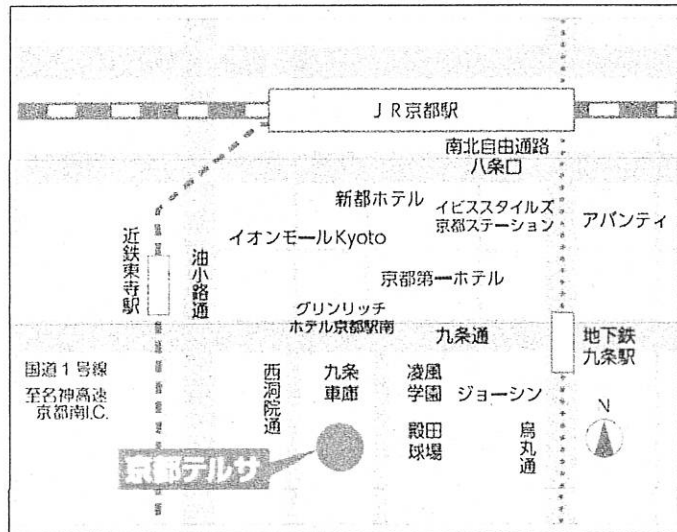 JR京都駅
南北自由通路
八条口
新都ホテル
イビススタイルズ
京都ステーション
アバンティ
イオンモールKyoto
近鉄東寺駅
油小路通
京都第一ホテル
グリンリッチ
ホテル京都駅南
九条通
地下鉄
九条駅
国道1号線
至名神高速
京都南I.C.
西洞院通
九条
車庫
凌風
学園
ジョーシン
殿田
球場
烏丸通
N
京都テルサ